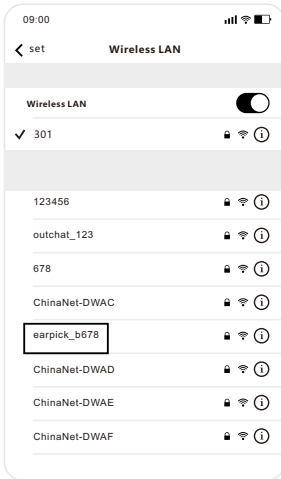 09:00
set Wireless LAN
Wireless LAN
301
123456
outchat_123
678
ChinaNet-DWAC
earpick_b678
ChinaNet-DWAD
ChinaNet-DWAE
ChinaNet-DWAF